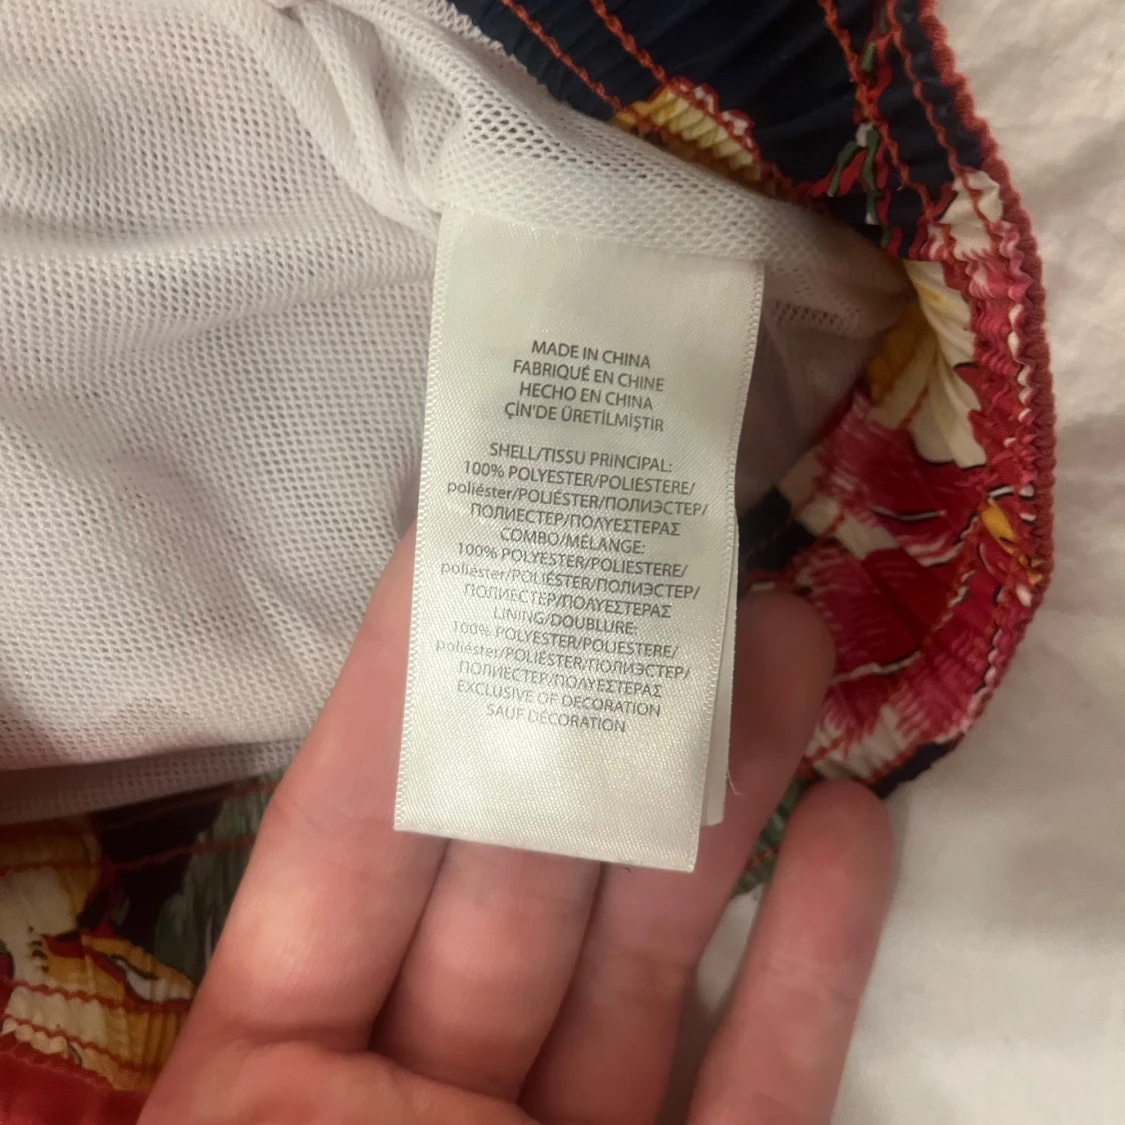 MADE IN CHINA
FABRIQUÉ EN CHINE
HECHO EN CHINA
ÇİN'DE ÜRETİLMİŞTİR
SHELL/TISSU PRINCIPAL:
100% POLYESTER/POLIESTERE/
poliéster/POLIÉSTER/ПОЛИЭСТЕР/
ПОЛИЕСТЕР/ΠΟΛΥΕΣΤΕΡΑΣ
COMBO/MÉLANGE:
100% POLYESTER/POLIESTERE/
poliéster/POLIÉSTER/ПОЛИЭСТЕР/
ПОЛИЕСТЕР/ΠΟΛΥΕΣΤΕΡΑΣ
LINING/DOUBLURE:
100% POLYESTER/POLIESTERE/
poliéster/POLIÉSTER/ПОЛИЭСТЕР/
ПОЛИЕСТЕР/ΠΟΛΥΕΣΤΕΡΑΣ
EXCLUSIVE OF DECORATION
SAUF DÉCORATION